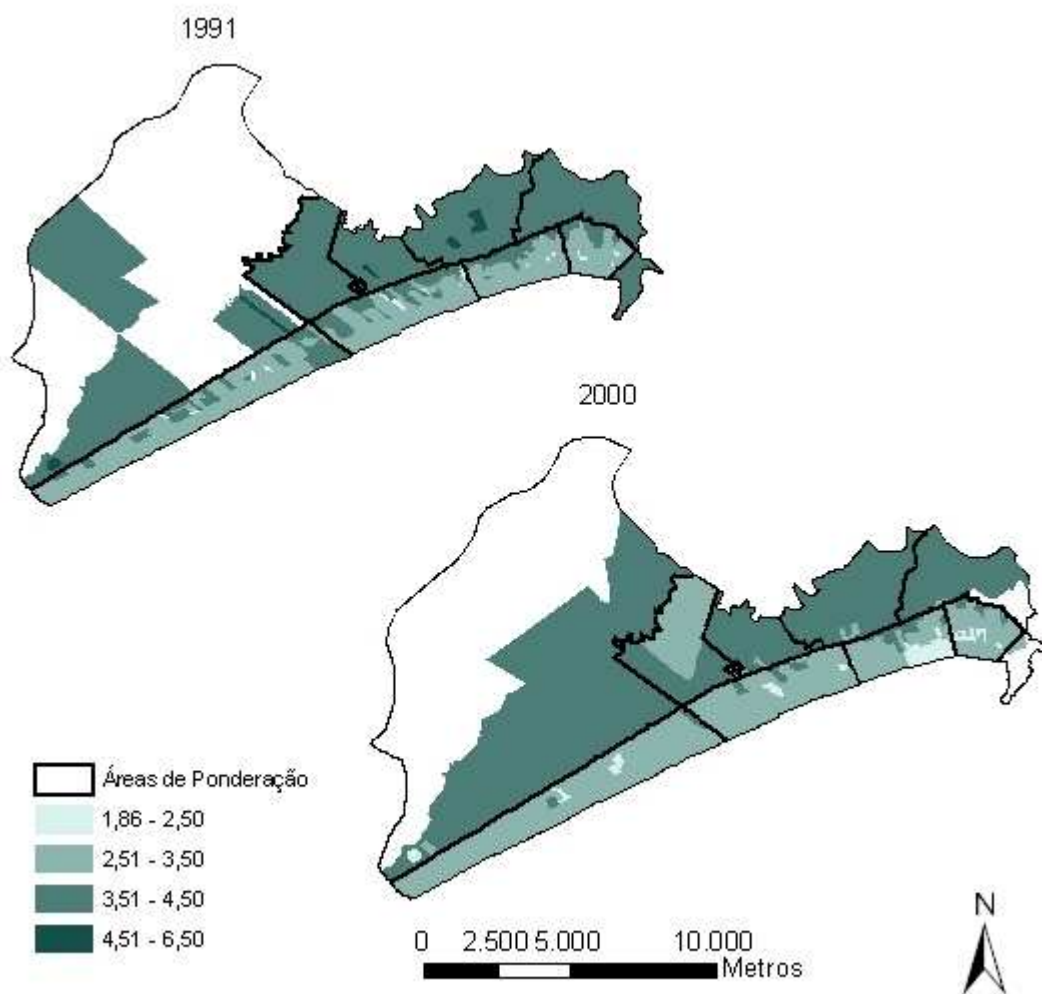 1991
2000
Áreas de Ponderação
1,86 - 2,50
2,51 - 3,50
3,51 - 4,50
4,51 - 6,50
0 2.500 5.000 10.000
Metros
N